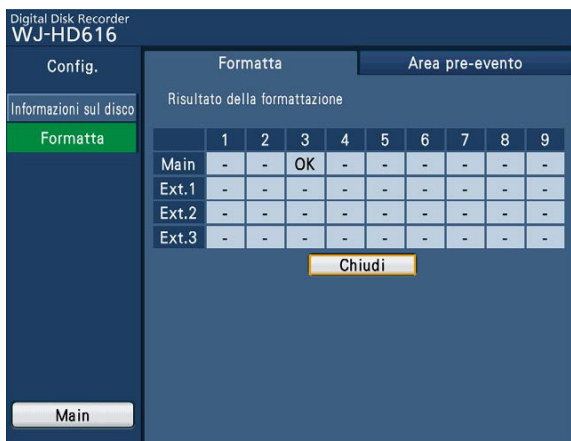 Digital Disk Recorder
WJ-HD616
Config.
Formatta
Area pre-evento
Informazioni sul disco
Formatta
Risultato della formattazione
1 2 3 4 5 6 7 8 9
Main - - OK - - - - - -
Ext.1 - - - - - - - - -
Ext.2 - - - - - - - - -
Ext.3 - - - - - - - - -
Chiudi
Main